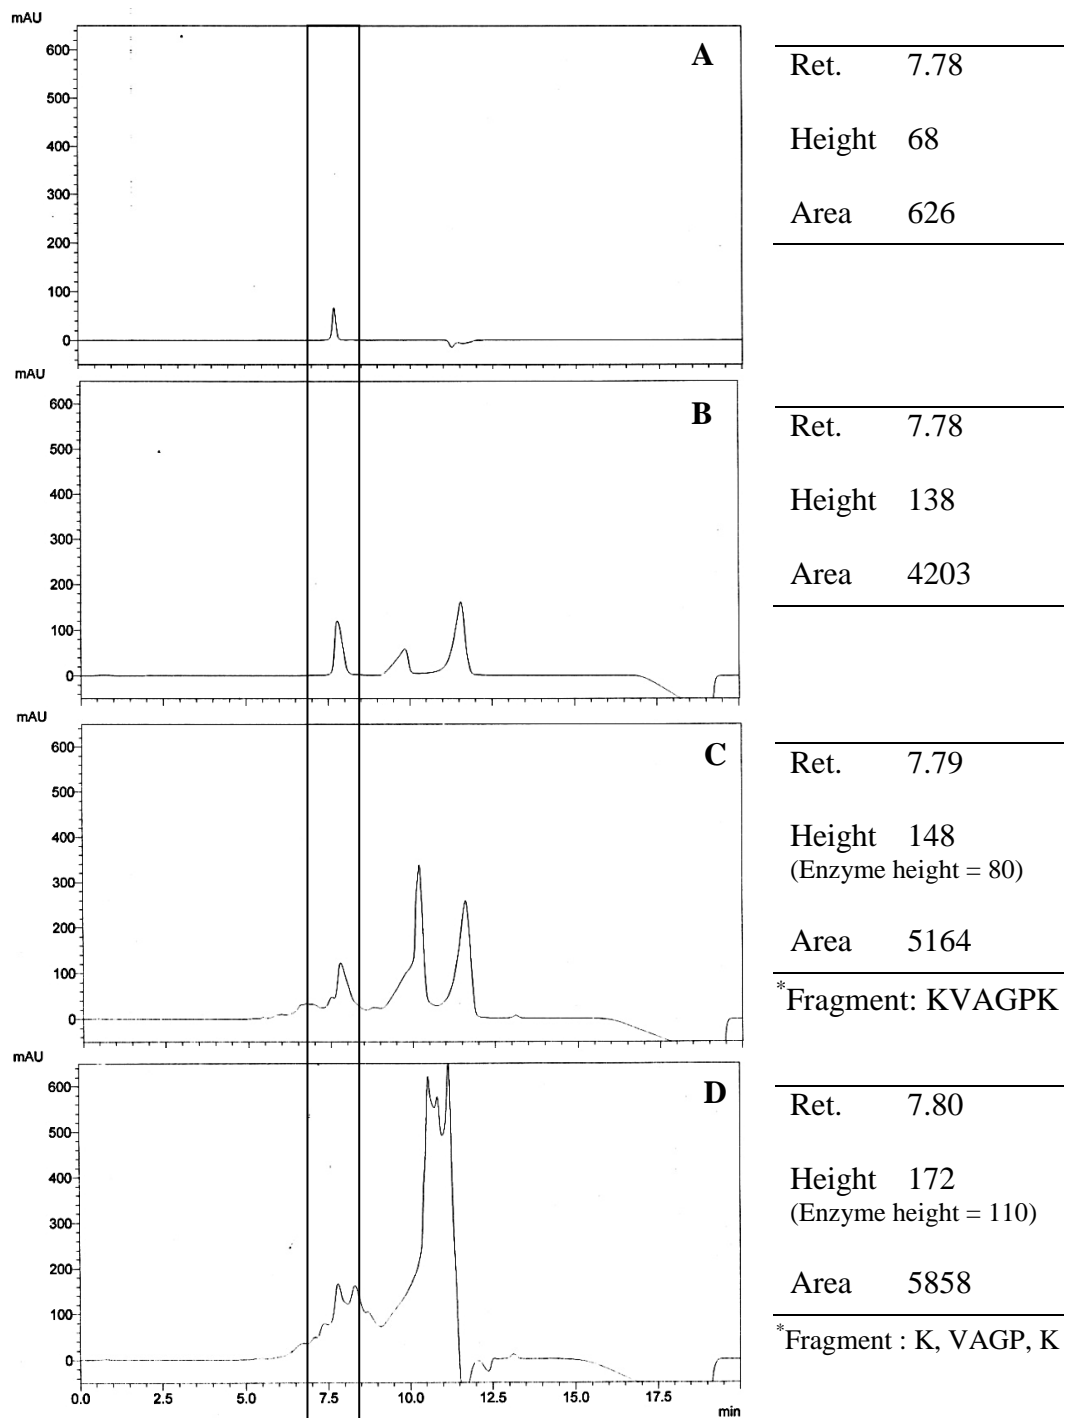 mAU
A
600
500
400
300
200
100
0
Ret. 7.78
Height 68
Area 626
mAU
B
600
500
400
300
200
100
0
Ret. 7.78
Height 138
Area 4203
mAU
C
600
500
400
300
200
100
0
Ret. 7.79
Height 148
(Enzyme height = 80)
Area 5164
*Fragment: KVAGPK
mAU
D
600
500
400
300
200
100
0
0.0 2.5 5.0 7.5 10.0 12.5 15.0 17.5
min
Ret. 7.80
Height 172
(Enzyme height = 110)
Area 5858
*Fragment : K, VAGP, K